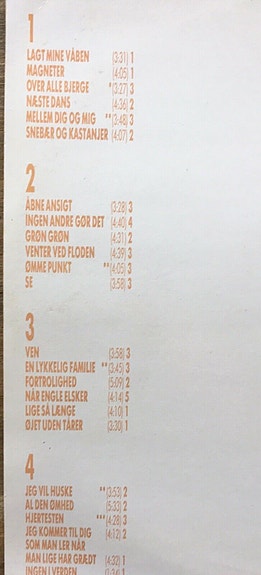 1
LAGT MINE VÅBEN (3:31) 1
MAGNETER (4:05) 1
OVER ALLE BJERGE *(3:27) 3
NÆSTE DANS (4:36) 2
MELLEM DIG OG MIG **(3:48) 3
SNEBÆR OG KASTANJER (4:07) 2
2
ÅBNE ANSIGT (3:28) 3
INGEN ANDRE GØR DET (4:40) 4
GRØN GRØN (4:31) 2
VENTER VED FLODEN (4:39) 3
ØMME PUNKT **(4:05) 3
SE (3:58) 3
3
VEN (3:58) 3
EN LYKKELIG FAMILIE **(3:45) 3
FORTROLIGHED (5:09) 2
NÅR ENGLE ELSKER (4:14) 5
LIGE SÅ LÆNGE (4:10) 1
ØJET UDEN TÅRER (3:30) 1
4
JEG VIL HUSKE **(3:53) 2
AL DEN ØMHED (5:33) 2
HJERTESTEN ***(4:28) 3
JEG KOMMER TIL DIG (4:12) 2
SOM MAN LER NÅR
MAN LIGE HAR GRÆDT (4:32) 1
INGEN I VERDEN